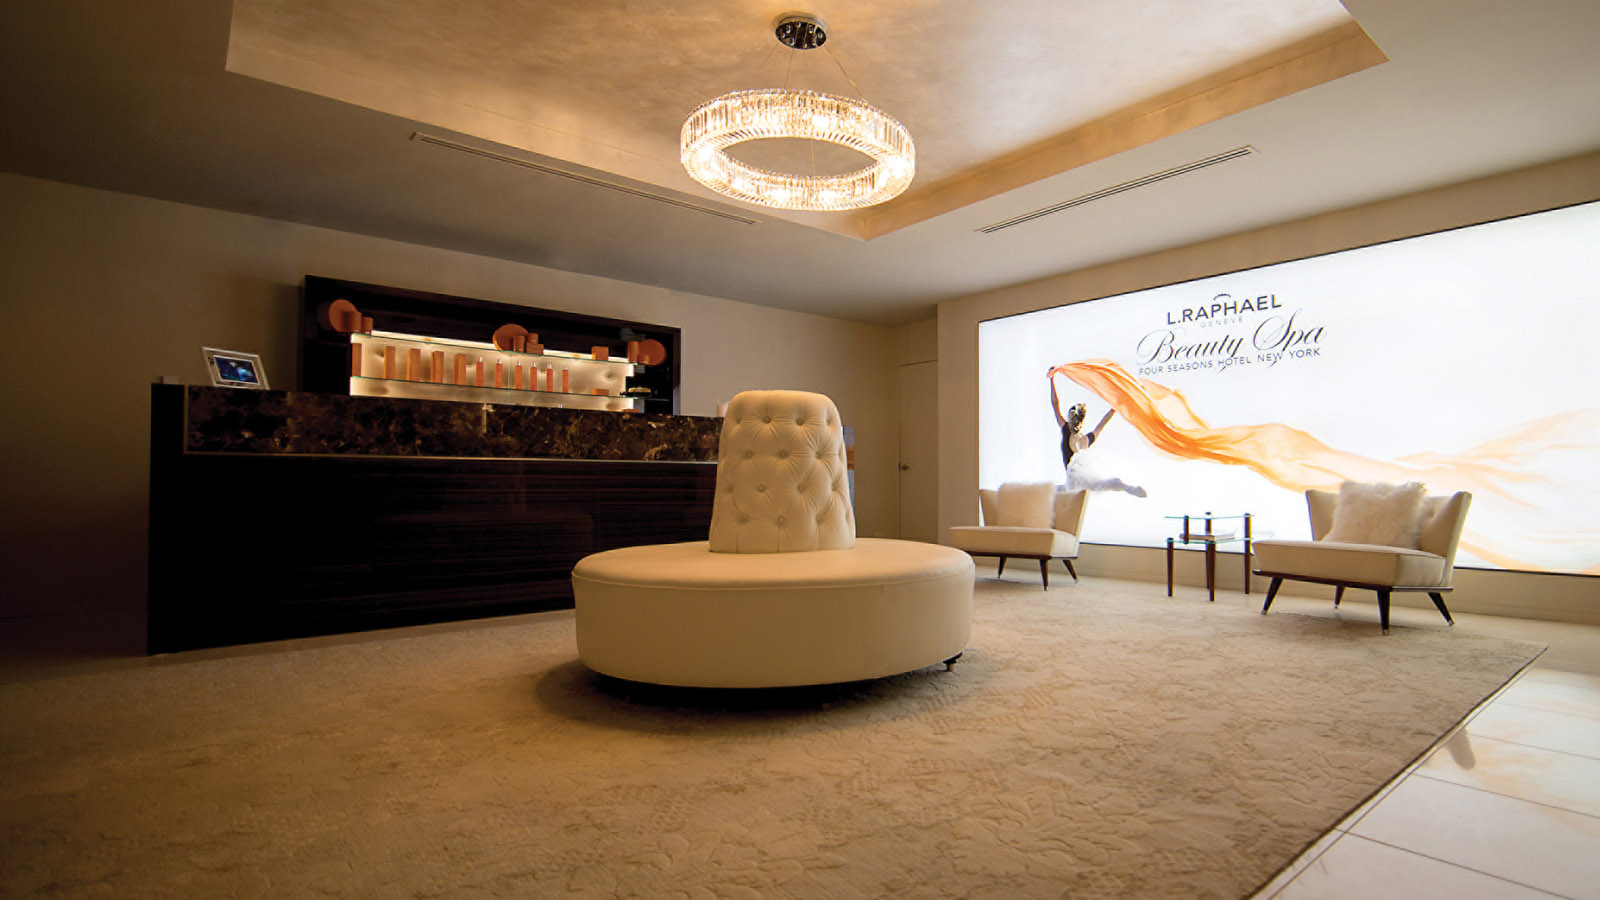 L.RAPHAEL
GENEVE
Beauty Spa
FOUR SEASONS HOTEL NEW YORK